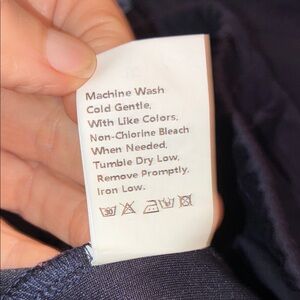 Machine Wash
Cold Gentle,
With Like Colors,
Non-Chlorine Bleach
When Needed,
Tumble Dry Low,
Remove Promptly.
Iron Low.